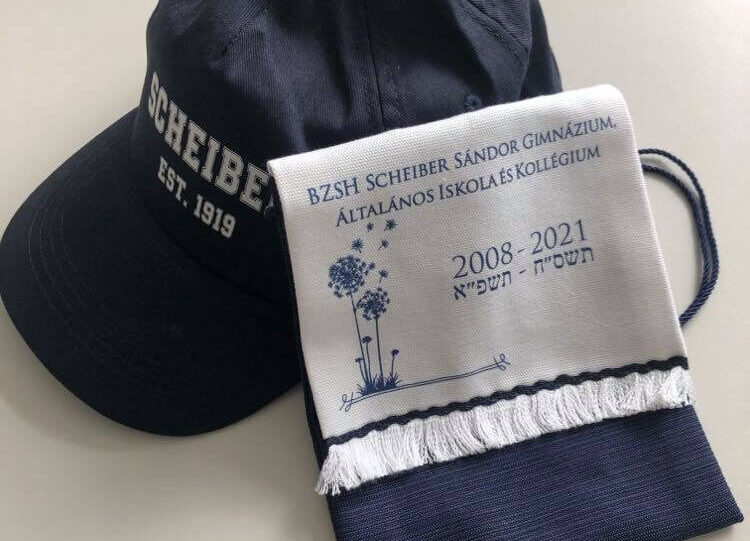 SCHEIBER
EST. 1919
BZSH SCHEIBER SÁNDOR GIMNÁZIUM,
ÁLTALÁNOS ISKOLA ÉS KOLLÉGIUM
2008 - 2021
תשס"ח - תשפ"א